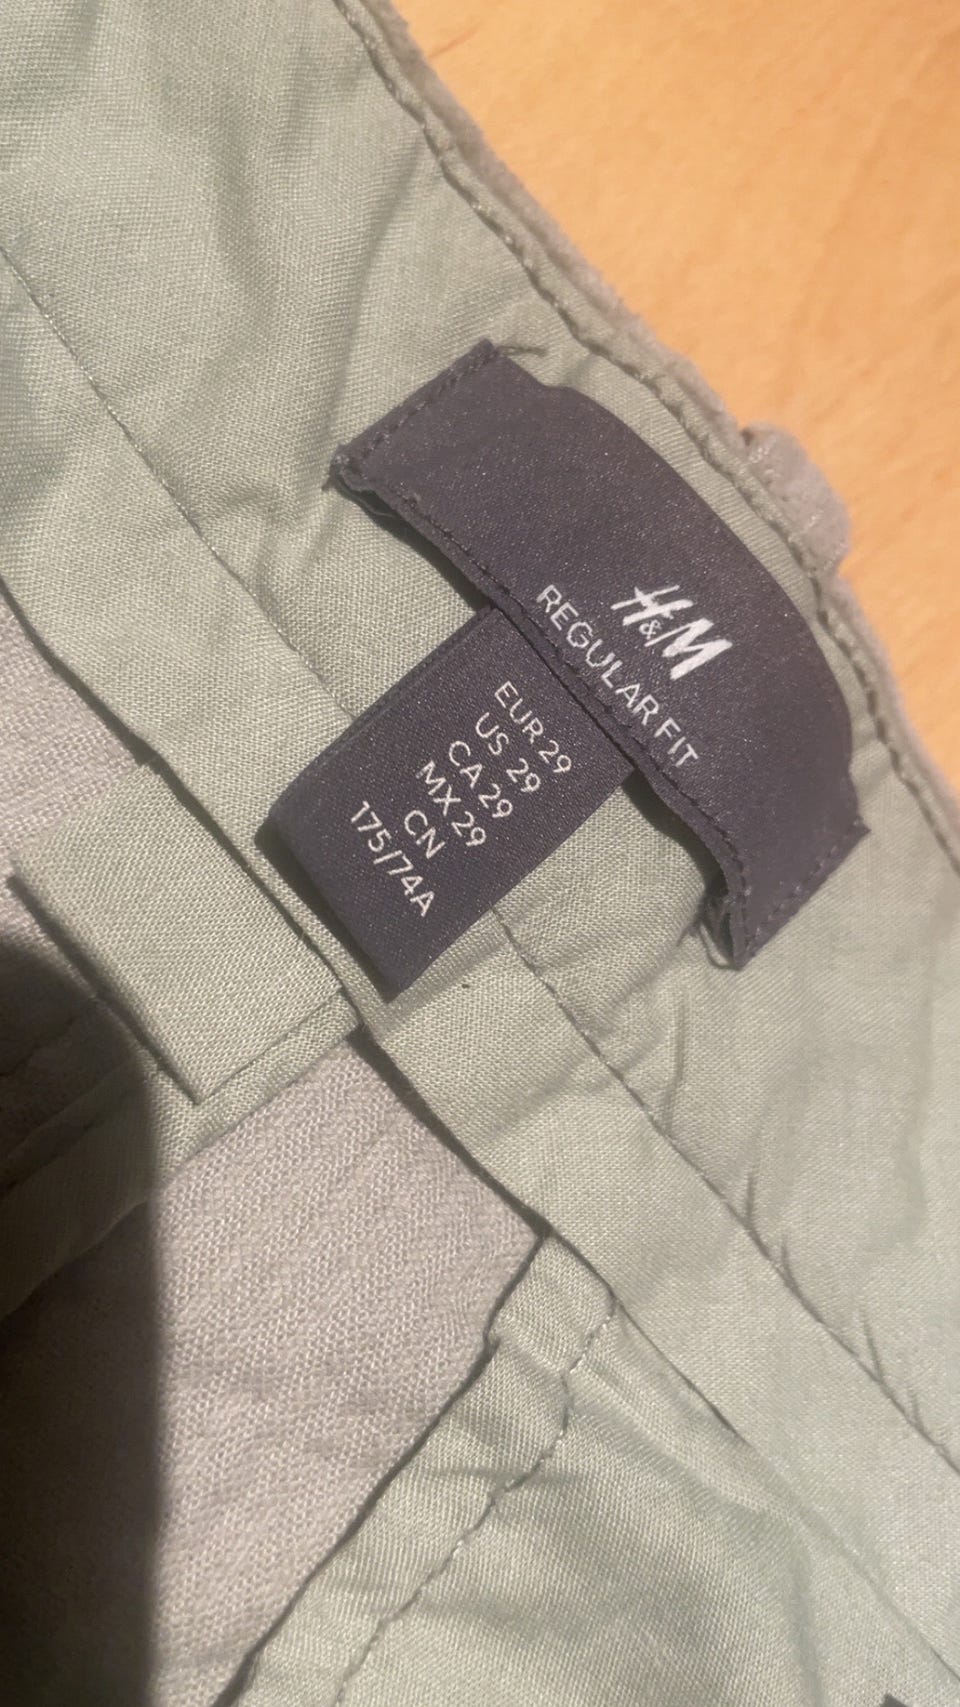 H&M
REGULAR FIT
EUR 29
US 29
CA 29
MX 29
CN
175/74A